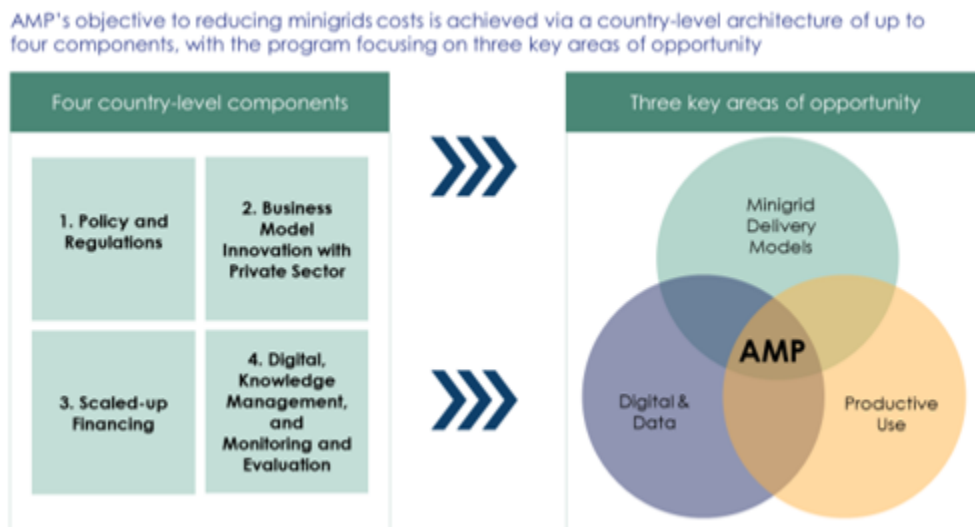 AMP's objective to reducing minigrids costs is achieved via a country-level architecture of up to
four components, with the program focusing on three key areas of opportunity
Four country-level components
1. Policy and
Regulations
2. Business
Model
Innovation with
Private Sector
3. Scaled-up
Financing
4. Digital,
Knowledge
Management,
and
Monitoring and
Evaluation
Three key areas of opportunity
Minigrid
Delivery
Models
AMP
Digital &
Data
Productive
Use